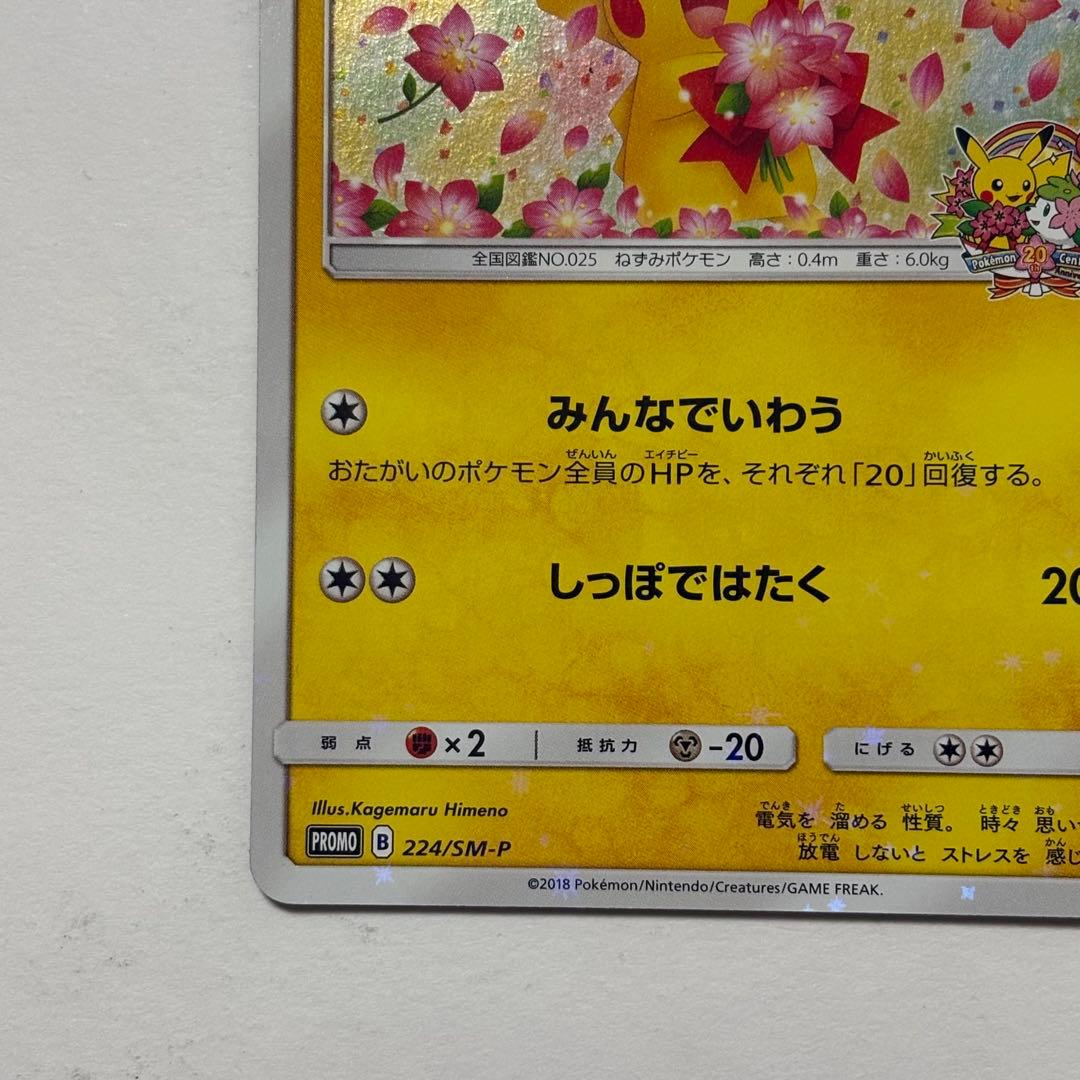 Pokémon 20th
全国図鑑NO.025 ねずみポケモン 高さ：0.4m 重さ：6.0kg
みんなでいわう
ぜんいん エイチピー かいふく
おたがいのポケモン全員のHPを、それぞれ「20」回復する。
しっぽではたく 20
弱点 ×2 抵抗力 -20 にげる
Illus.Kagemaru Himeno
でんき た せいしつ ときどき おも
電気を 溜める 性質。 時々 思い
PROMO B 224/SM-P
ほうでん かん
放電 しないと ストレスを 感じ
©2018 Pokémon/Nintendo/Creatures/GAME FREAK.